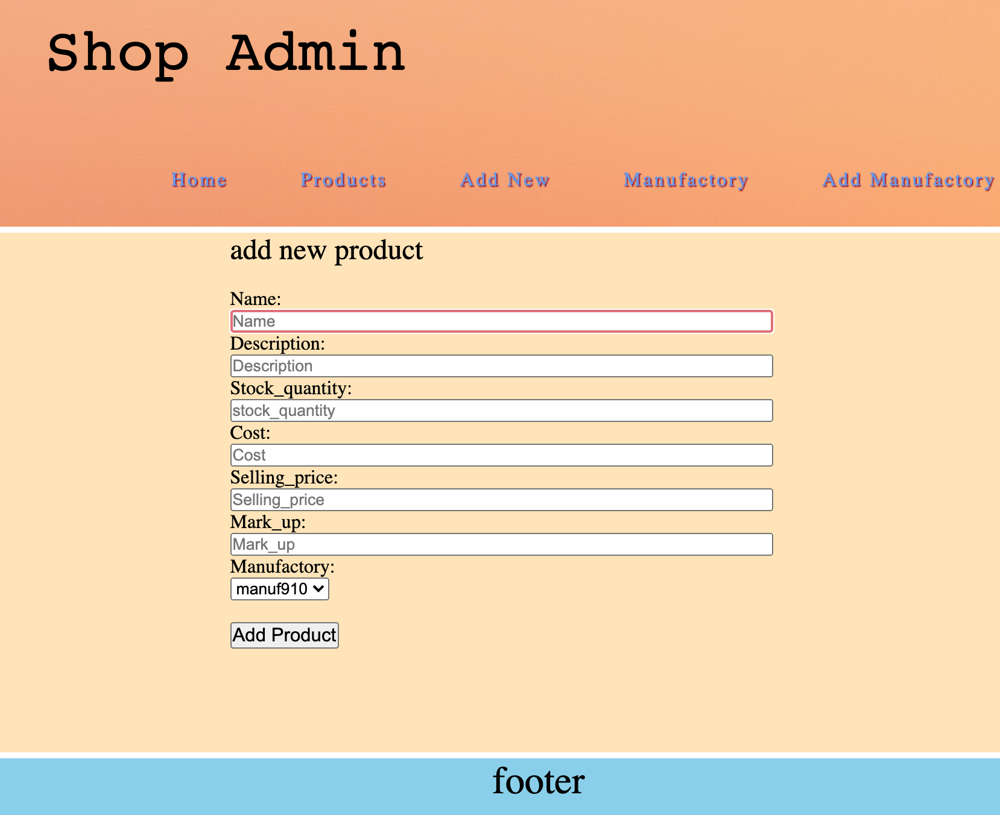 Shop Admin
Home Products Add New Manufactory Add Manufactory
add new product
Name:
Name
Description:
Description
Stock_quantity:
stock_quantity
Cost:
Cost
Selling_price:
Selling_price
Mark_up:
Mark_up
Manufactory:
manuf910
Add Product
footer